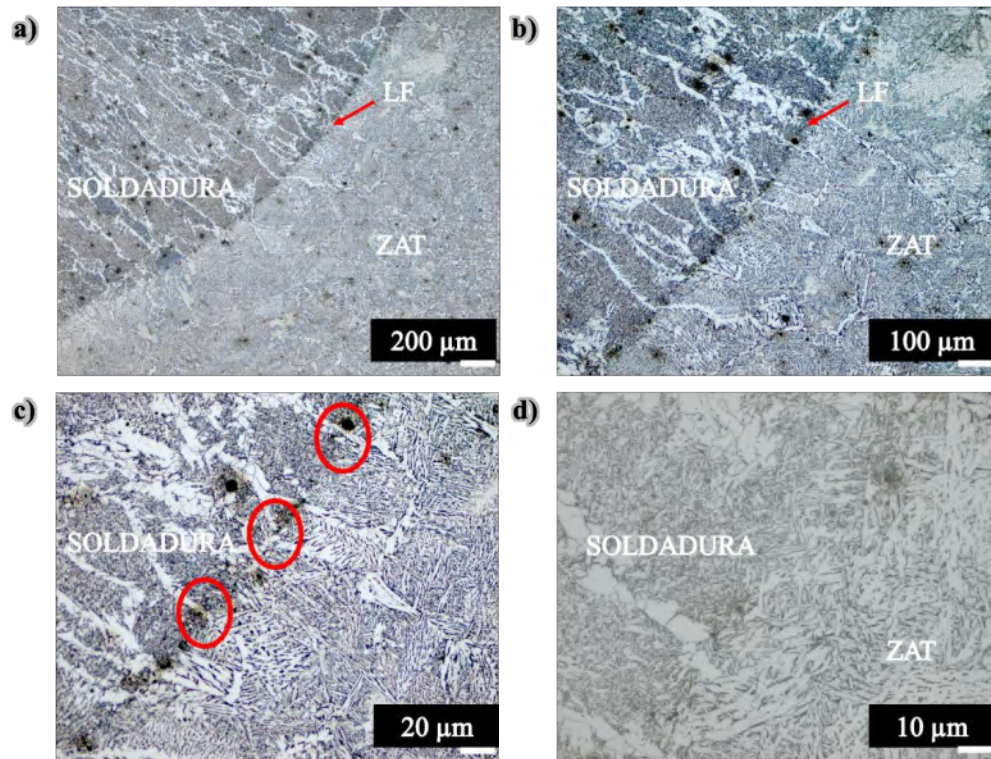 a)
LF
SOLDADURA
ZAT
200 µm
b)
LF
SOLDADURA
ZAT
100 µm
c)
SOLDADURA
20 µm
d)
SOLDADURA
ZAT
10 µm